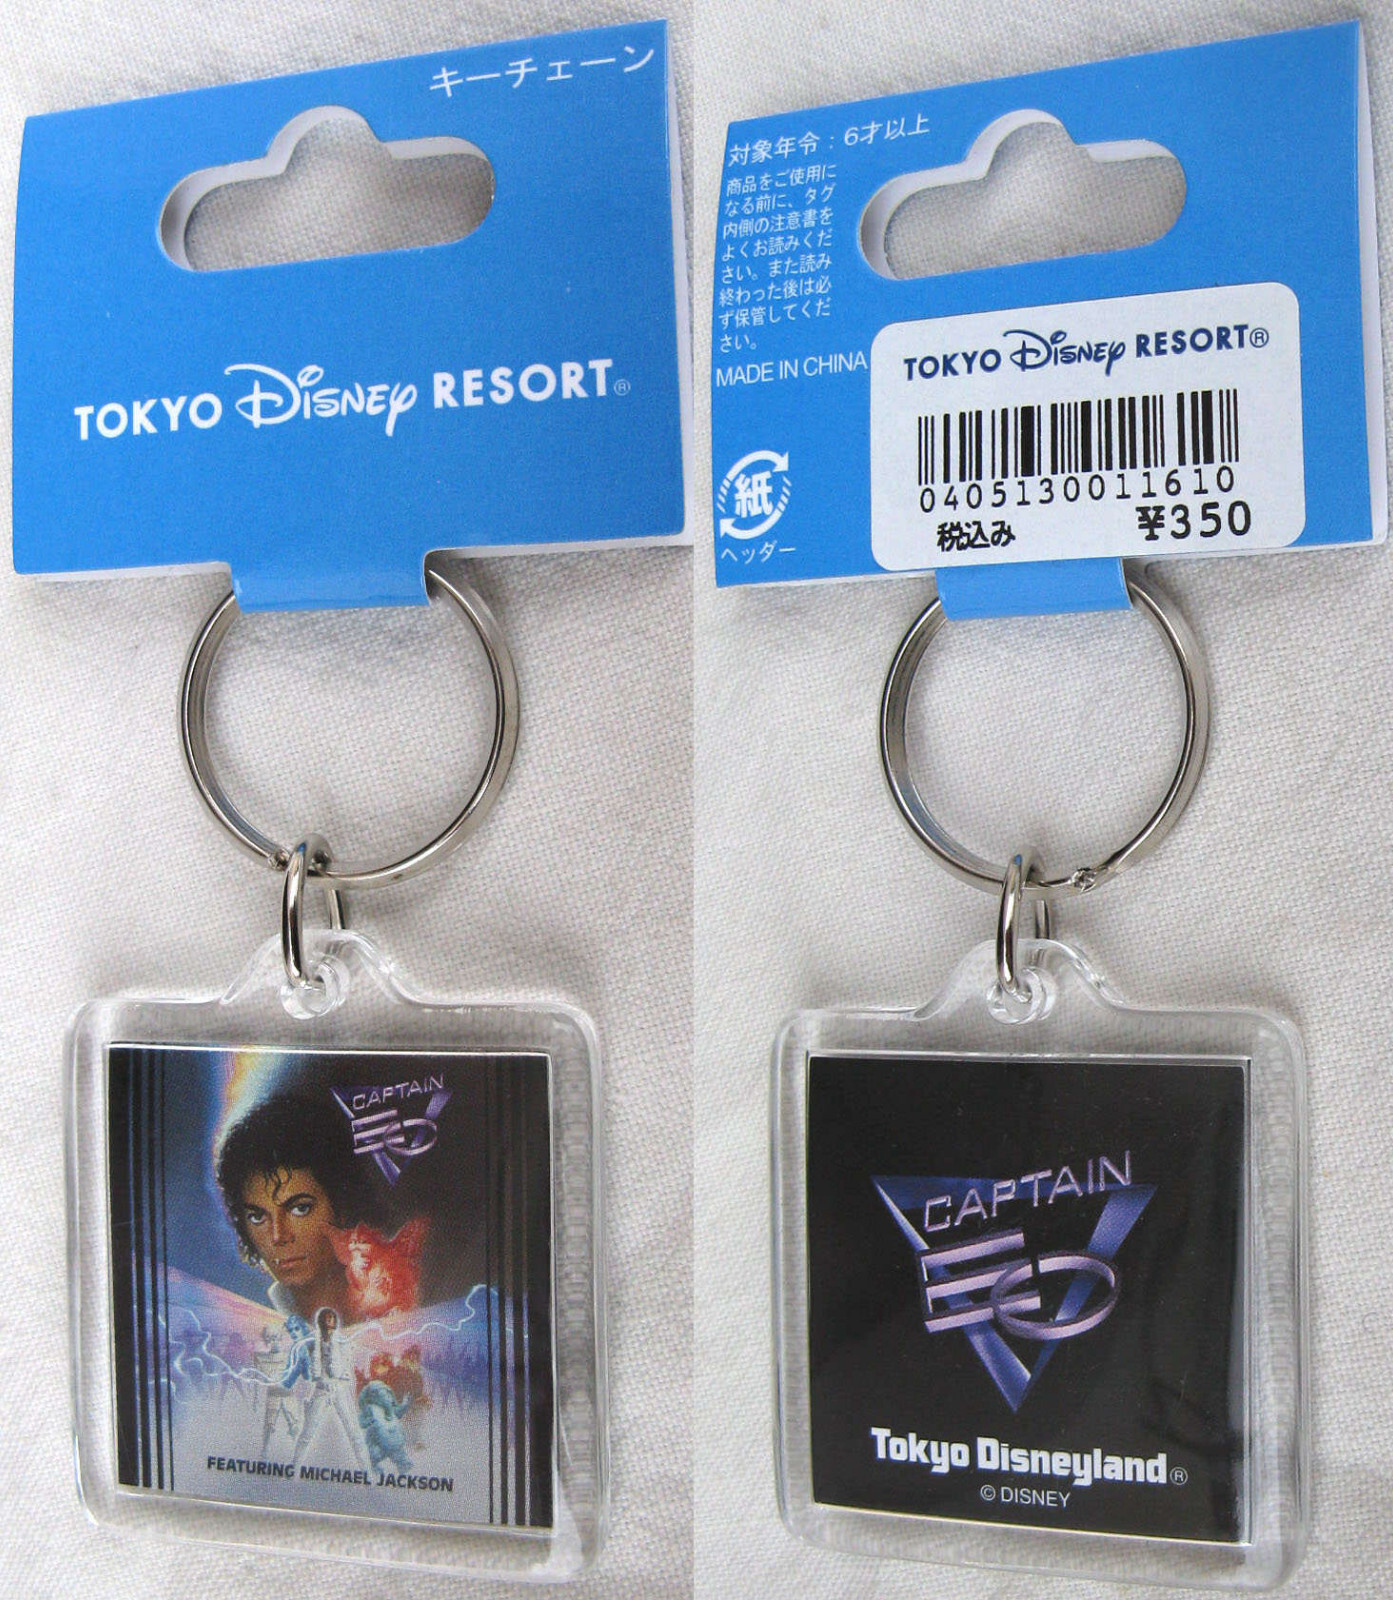 キーチェーン
TOKYO Disney RESORT®
CAPTAIN
EO
FEATURING MICHAEL JACKSON
対象年令：6才以上
商品をご使用に
なる前に、タグ
内側の注意書を
よくお読みくだ
さい。また読み
終わった後は必
ず保管してくだ
さい。
MADE IN CHINA
紙
ヘッダー
TOKYO Disney RESORT®
0405130011610
税込み ¥350
CAPTAIN
EO
Tokyo Disneyland®
© DISNEY